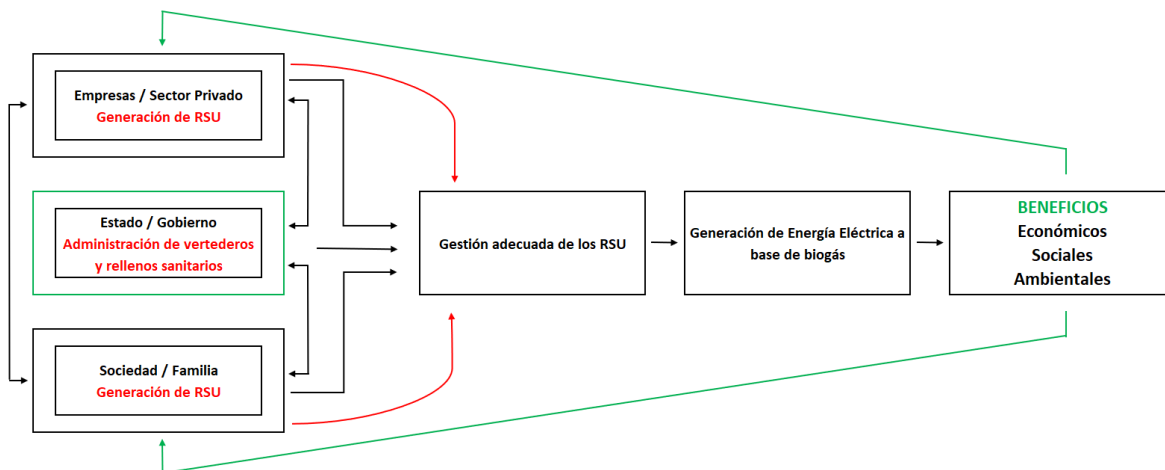 Empresas / Sector Privado
Generación de RSU
Estado / Gobierno
Administración de vertederos
y rellenos sanitarios
Sociedad / Familia
Generación de RSU
Gestión adecuada de los RSU
Generación de Energía Eléctrica a
base de biogás
BENEFICIOS
Económicos
Sociales
Ambientales